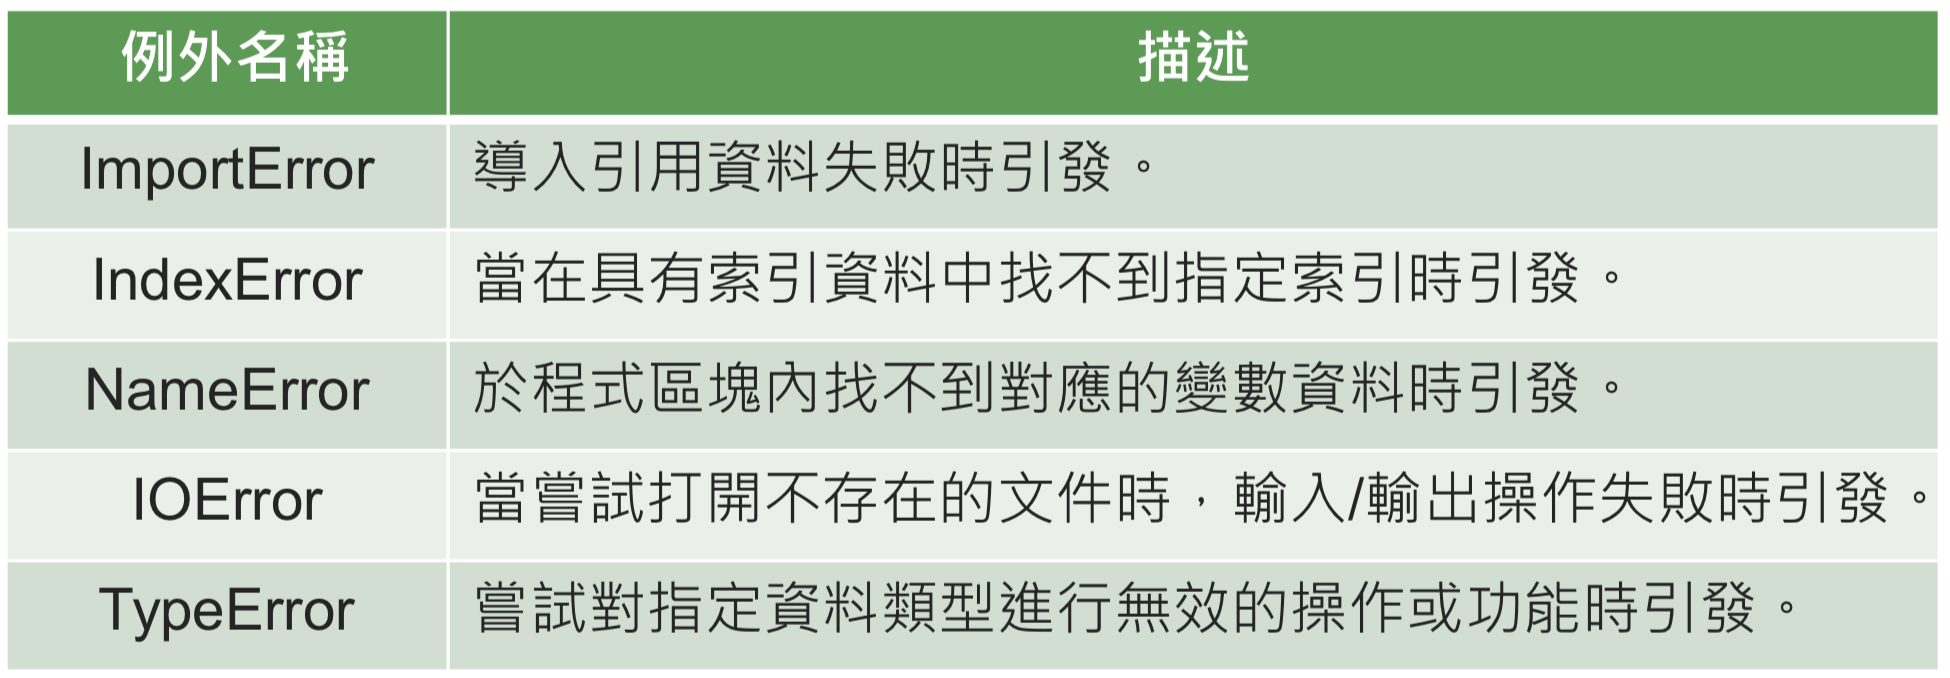 例外名稱 描述
ImportError 導入引用資料失敗時引發。
IndexError 當在具有索引資料中找不到指定索引時引發。
NameError 於程式區塊內找不到對應的變數資料時引發。
IOError 當嘗試打開不存在的文件時，輸入/輸出操作失敗時引發。
TypeError 嘗試對指定資料類型進行無效的操作或功能時引發。